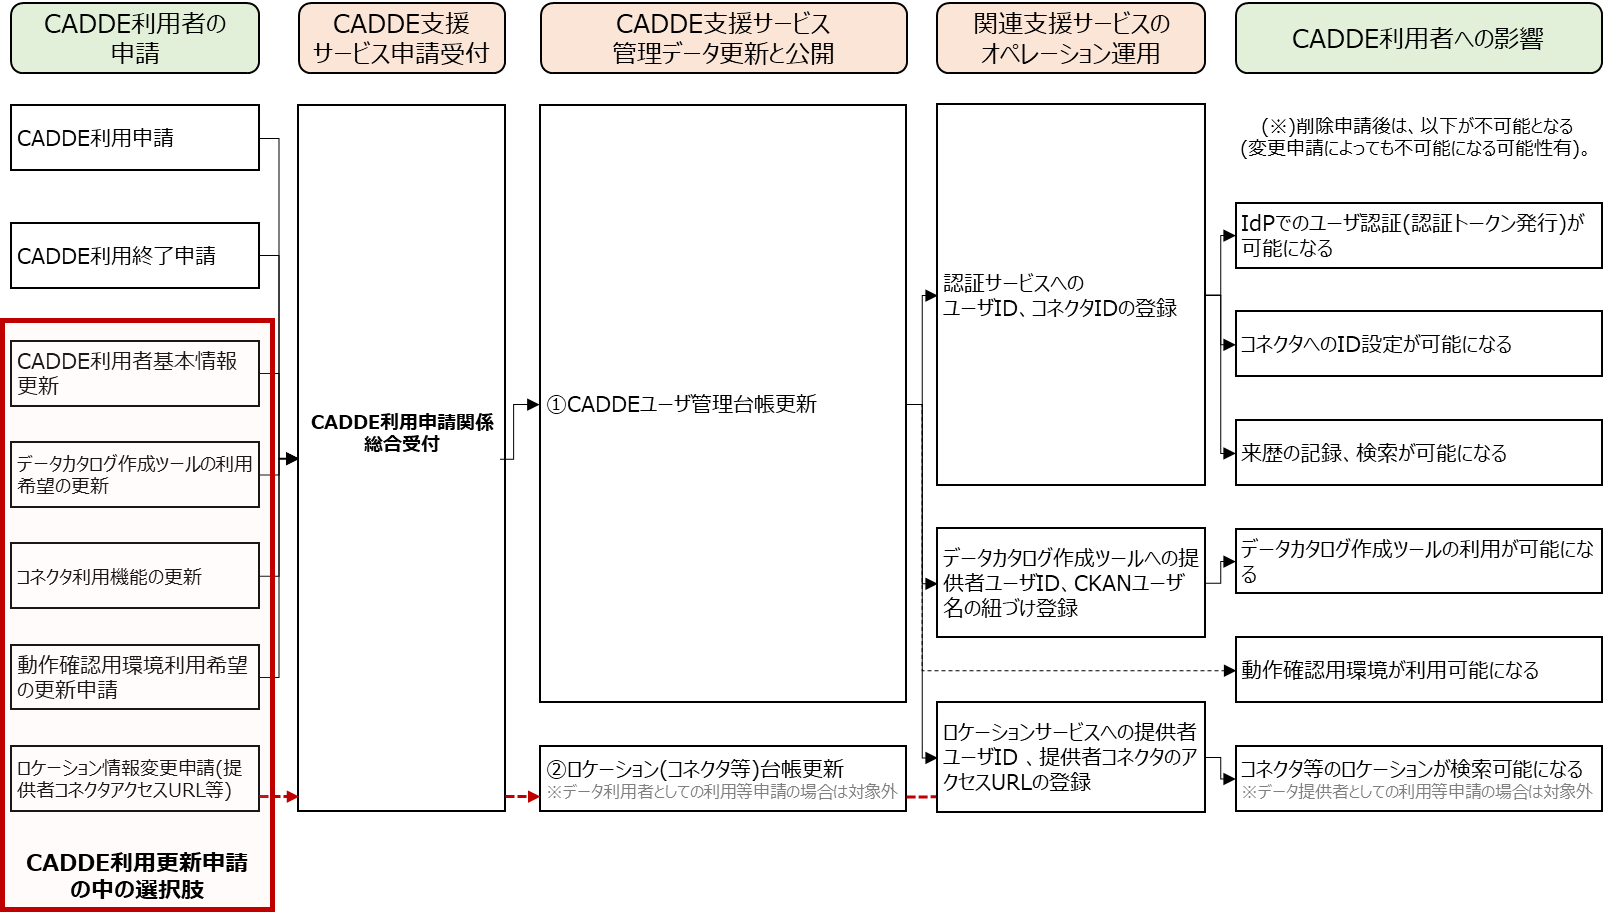 CADDE利用者の
申請
CADDE支援
サービス申請受付
CADDE支援サービス
管理データ更新と公開
関連支援サービスの
オペレーション運用
CADDE利用者への影響
CADDE利用申請
CADDE利用終了申請
CADDE利用者基本情報
更新
データカタログ作成ツールの利用
希望の更新
コネクタ利用機能の更新
動作確認用環境利用希望
の更新申請
ロケーション情報変更申請(提
供者コネクタアクセスURL等)
CADDE利用更新申請
の中の選択肢
CADDE利用申請関係
総合受付
①CADDEユーザ管理台帳更新
②ロケーション(コネクタ等)台帳更新
※データ利用者としての利用等申請の場合は対象外
認証サービスへの
ユーザID、コネクタIDの登録
データカタログ作成ツールへの提
供者ユーザID、CKANユーザ
名の紐づけ登録
ロケーションサービスへの提供者
ユーザID 、提供者コネクタのア
クセスURLの登録
(※)削除申請後は、以下が不可能となる
(変更申請によっても不可能になる可能性有)。
IdPでのユーザ認証(認証トークン発行)が
可能になる
コネクタへのID設定が可能になる
来歴の記録、検索が可能になる
データカタログ作成ツールの利用が可能にな
る
動作確認用環境が利用可能になる
コネクタ等のロケーションが検索可能になる
※データ提供者としての利用等申請の場合は対象外